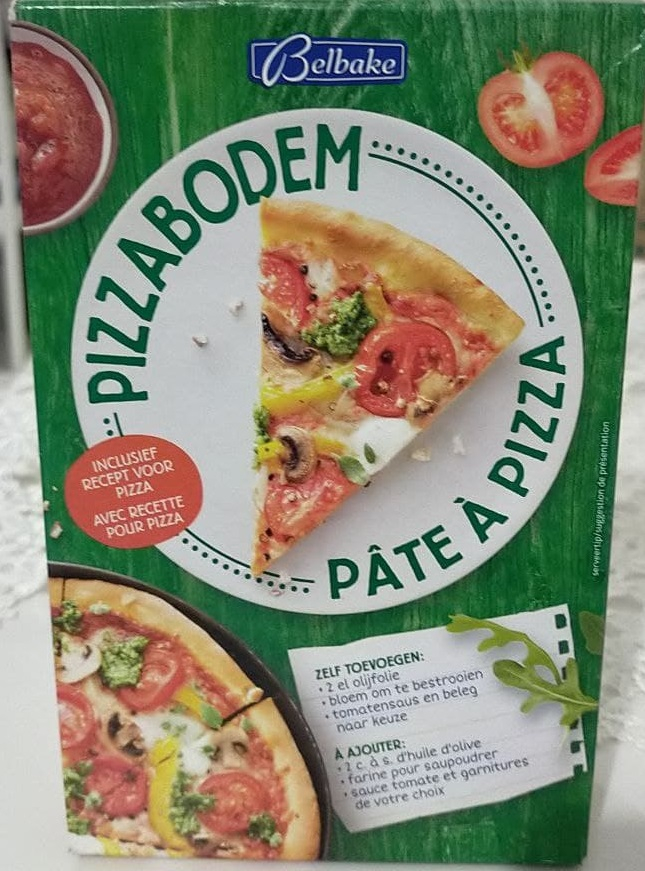 Belbake
PIZZABODEM
PÂTE À PIZZA
INCLUSIEF
RECEPT VOOR
PIZZA
AVEC RECETTE
POUR PIZZA
serveertip/suggestion de présentation
ZELF TOEVOEGEN:
• 2 el olijfolie
• bloem om te bestrooien
• tomatensaus en beleg
naar keuze
À AJOUTER:
• 2 c. à s. d'huile d'olive
• farine pour saupoudrer
• sauce tomate et garnitures
de votre choix